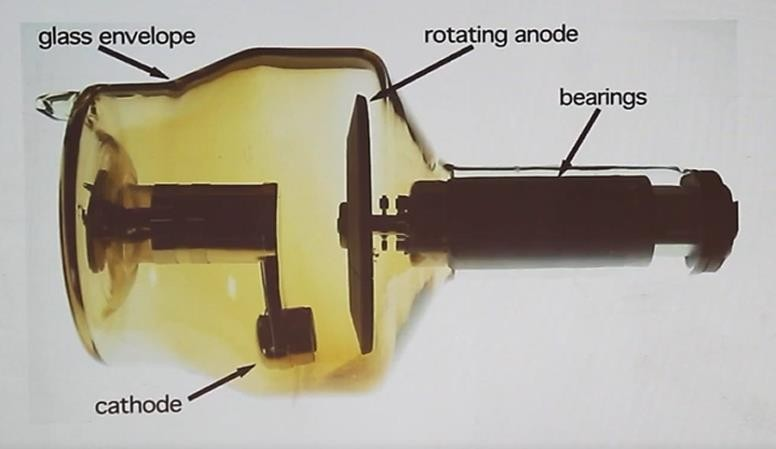 glass envelope
rotating anode
bearings
cathode